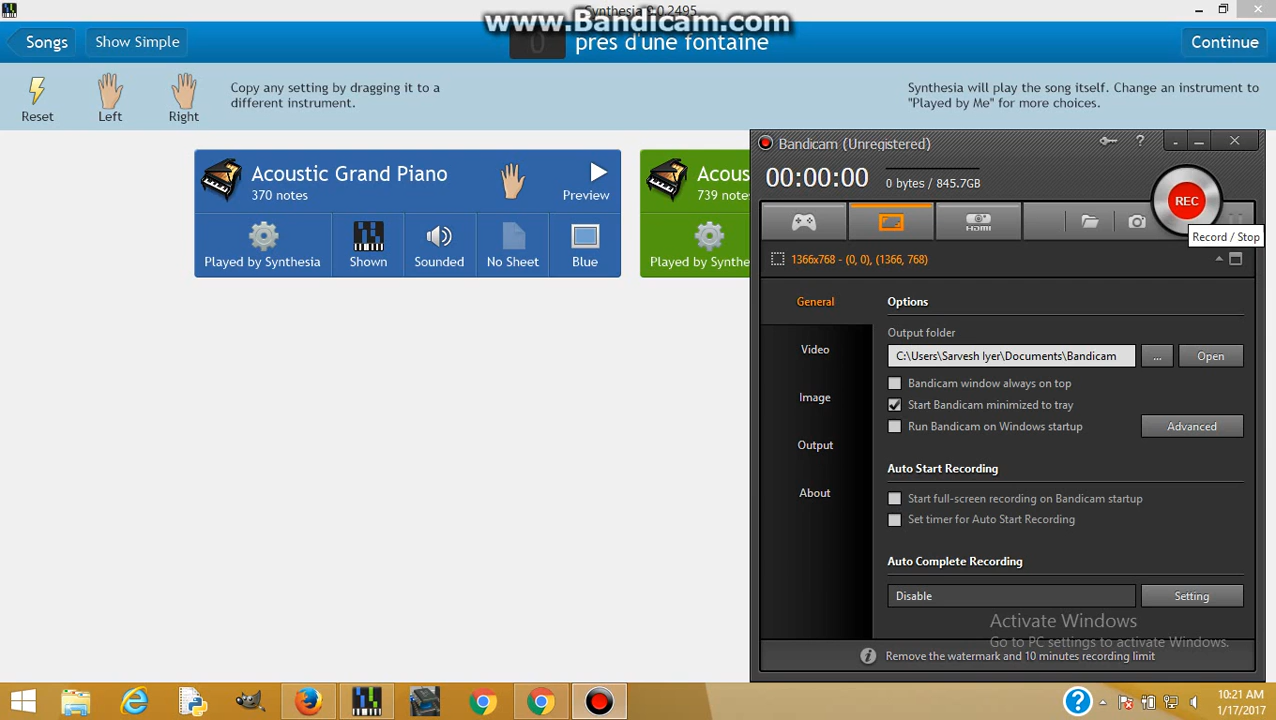 Synthesia 9.0.2495
www.Bandicam.com
Songs
Show Simple
0
pres d'une fontaine
Continue
Reset
Left
Right
Copy any setting by dragging it to a
different instrument.
Synthesia will play the song itself. Change an instrument to
"Played by Me" for more choices.
Acoustic Grand Piano
370 notes
Preview
Played by Synthesia
Shown
Sounded
No Sheet
Blue
Acous
739 note
Played by Synthe
Bandicam (Unregistered)
?
00:00:00
0 bytes / 845.7GB
REC
HDMI
Record / Stop
1366x768 - (0, 0), (1366, 768)
General
Video
Image
Output
About
Options
Output folder
C:\Users\Sarvesh Iyer\Documents\Bandicam
...
Open
Bandicam window always on top
Start Bandicam minimized to tray
Run Bandicam on Windows startup
Advanced
Auto Start Recording
Start full-screen recording on Bandicam startup
Set timer for Auto Start Recording
Auto Complete Recording
Disable
Setting
Activate Windows
Go to PC settings to activate Windows.
Remove the watermark and 10 minutes recording limit
?
10:21 AM
1/17/2017